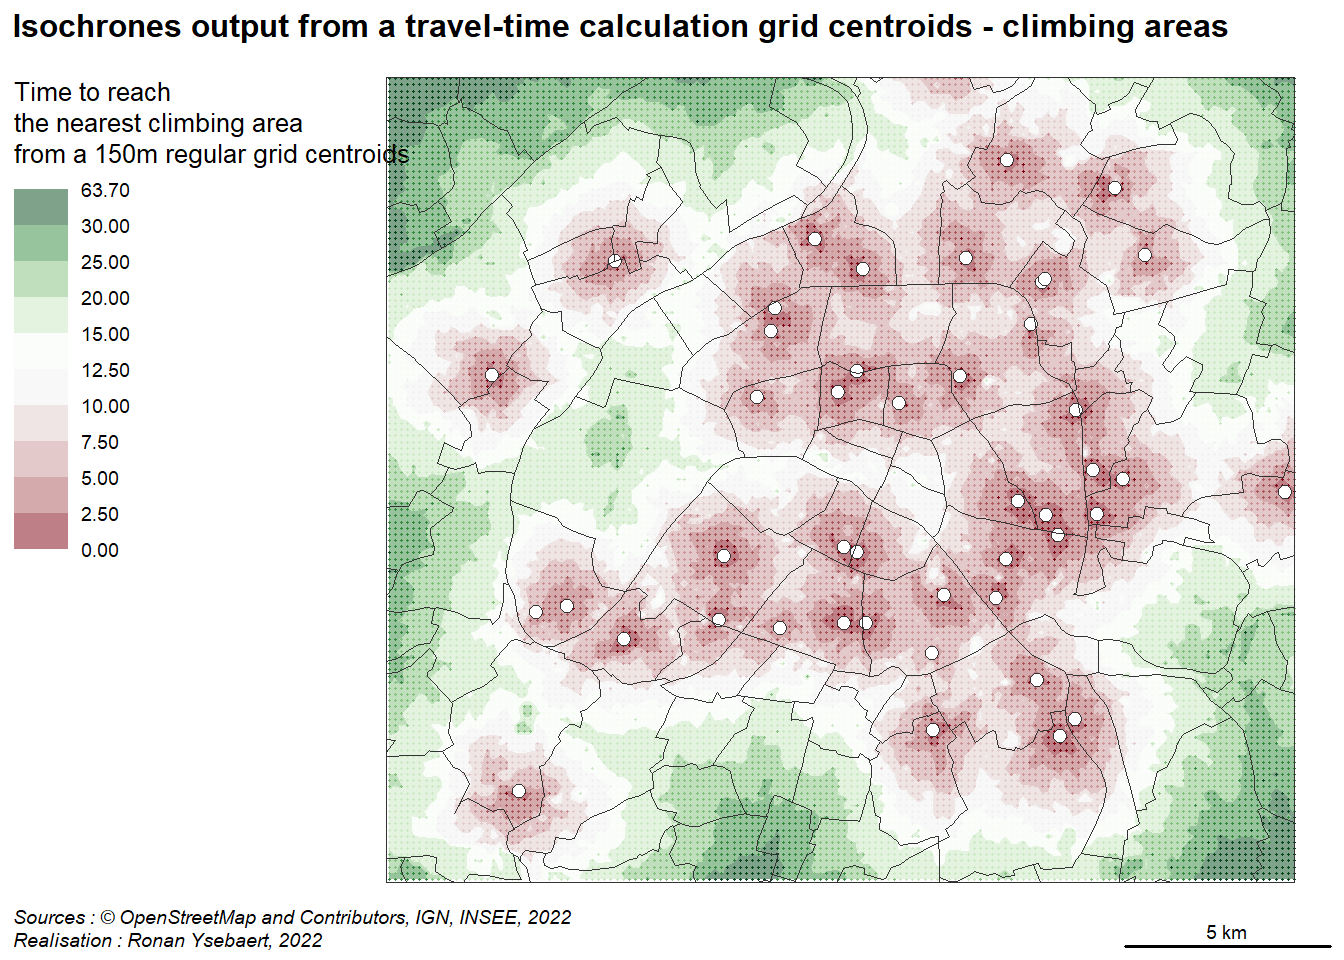 Isochrones output from a travel-time calculation grid centroids - climbing areas
Time to reach
the nearest climbing area
from a 150m regular grid centroids
63.70
30.00
25.00
20.00
15.00
12.50
10.00
7.50
5.00
2.50
0.00
Sources : © OpenStreetMap and Contributors, IGN, INSEE, 2022
Realisation : Ronan Ysebaert, 2022
5 km